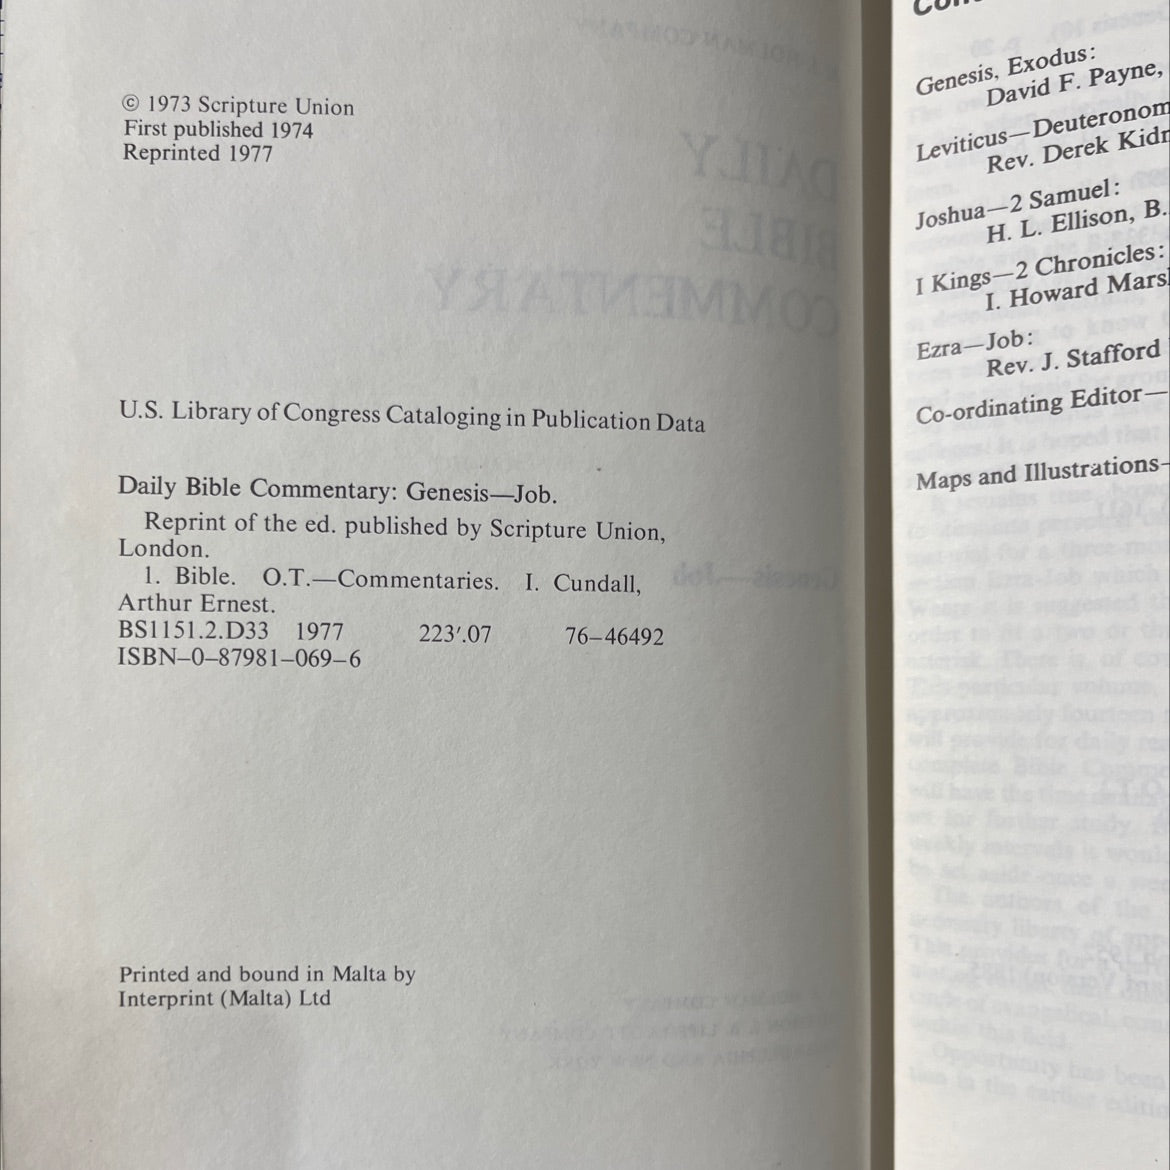 © 1973 Scripture Union
First published 1974
Reprinted 1977
U.S. Library of Congress Cataloging in Publication Data
Daily Bible Commentary: Genesis—Job.
Reprint of the ed. published by Scripture Union,
London.
1. Bible. O.T.—Commentaries. I. Cundall,
Arthur Ernest.
BS1151.2.D33 1977 223′.07 76–46492
ISBN–0–87981–069–6
Printed and bound in Malta by
Interprint (Malta) Ltd
Genesis, Exodus:
David F. Payne,
Leviticus—Deuteronom
Rev. Derek Kidn
Joshua—2 Samuel:
H. L. Ellison, B.
I Kings—2 Chronicles:
I. Howard Marsh
Ezra—Job:
Rev. J. Stafford
Co-ordinating Editor—
Maps and Illustrations–